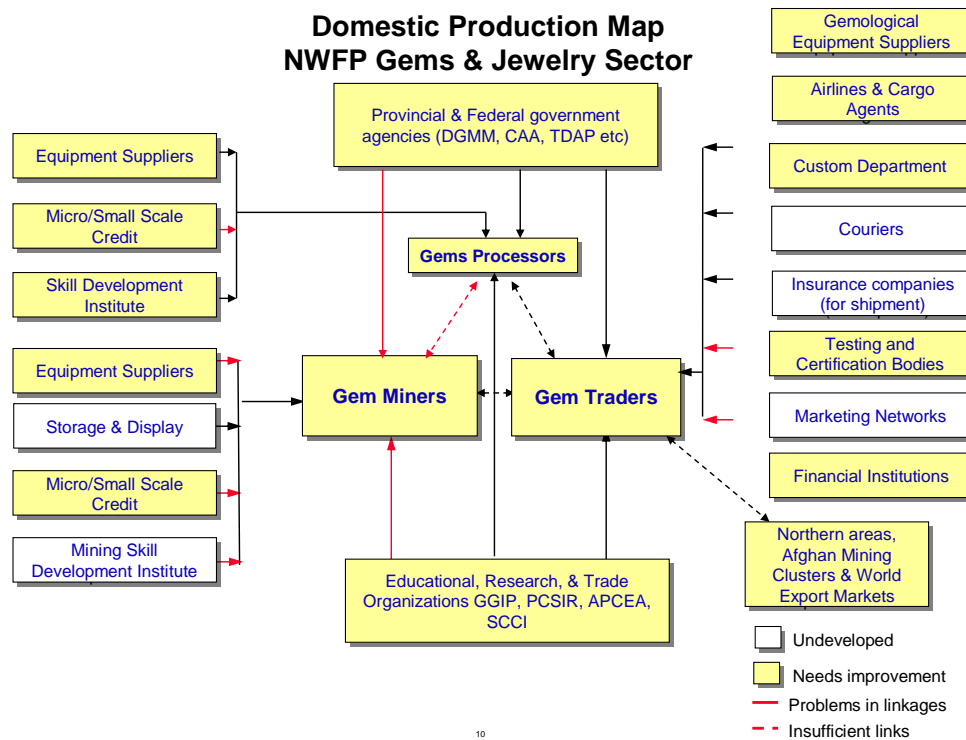 Domestic Production Map
NWFP Gems & Jewelry Sector
Gemological
Equipment Suppliers
Airlines & Cargo
Agents
Custom Department
Couriers
Insurance companies
(for shipment)
Testing and
Certification Bodies
Marketing Networks
Financial Institutions
Northern areas,
Afghan Mining
Clusters & World
Export Markets
Provincial & Federal government
agencies (DGMM, CAA, TDAP etc)
Equipment Suppliers
Micro/Small Scale
Credit
Skill Development
Institute
Gems Processors
Equipment Suppliers
Storage & Display
Micro/Small Scale
Credit
Mining Skill
Development Institute
Gem Miners
Gem Traders
Educational, Research, & Trade
Organizations GGIP, PCSIR, APCEA,
SCCI
Undeveloped
Needs improvement
Problems in linkages
Insufficient links
10